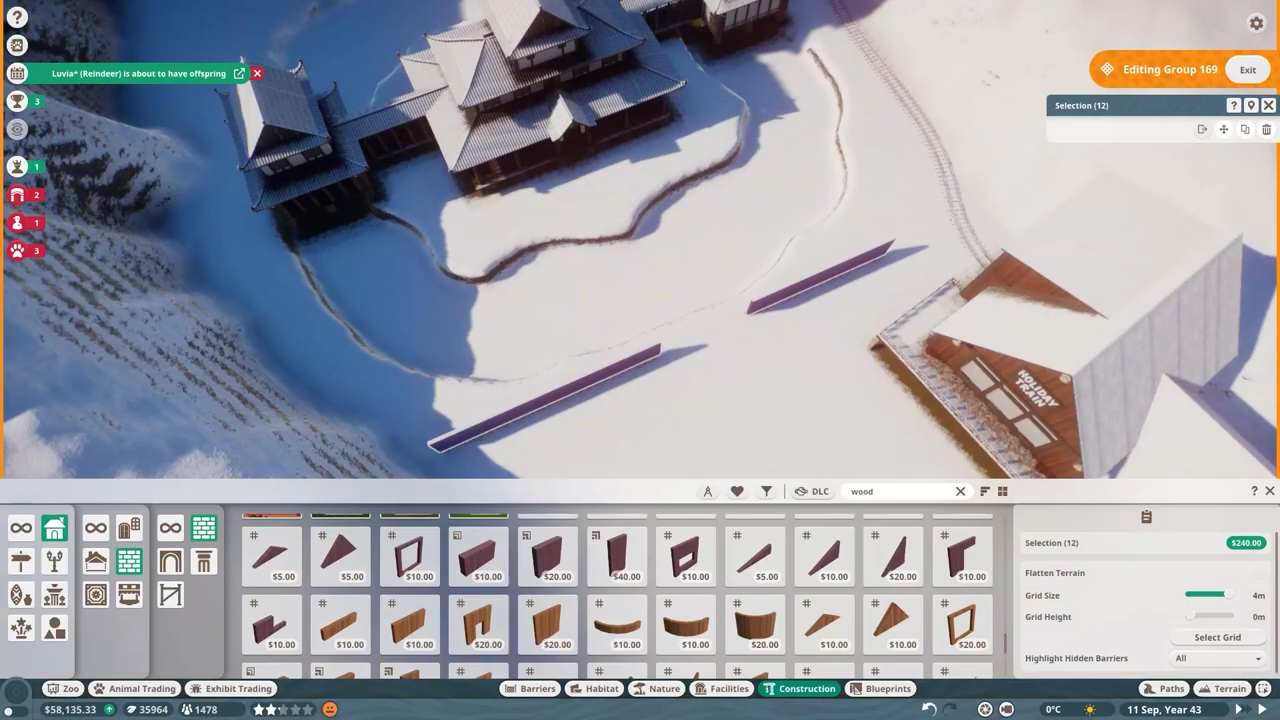 ?
Luvia* (Reindeer) is about to have offspring
3
1
2
1
3
Editing Group 169
Exit
Selection (12)
?
HOLIDAY
TRAIN
DLC
wood
?
$5.00
$5.00
$10.00
$10.00
$20.00
$40.00
$10.00
$5.00
$10.00
$20.00
$10.00
$10.00
$10.00
$10.00
$20.00
$20.00
$10.00
$10.00
$20.00
$10.00
$20.00
$20.00
Selection (12)
$240.00
Flatten Terrain
Grid Size
4m
Grid Height
0m
Select Grid
Highlight Hidden Barriers
All
Zoo
Animal Trading
Exhibit Trading
Barriers
Habitat
Nature
Facilities
Construction
Blueprints
Paths
Terrain
$58,135.33
35964
1478
0°C
11 Sep, Year 43